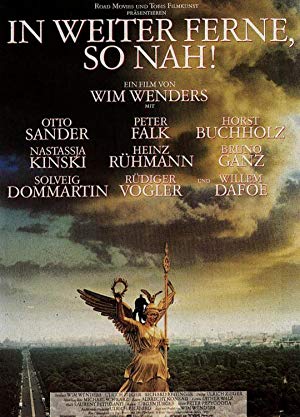 ROAD MOVIES UND TOBIS FILMKUNST
PRÄSENTIEREN
IN WEITER FERNE,
SO NAH!
EIN FILM VON
WIM WENDERS
MIT
OTTO SANDER
PETER FALK
HORST BUCHHOLZ
NASTASSJA KINSKI
HEINZ RÜHMANN
BRUNO GANZ
SOLVEIG DOMMARTIN
RÜDIGER VOGLER
UND WILLEM DAFOE